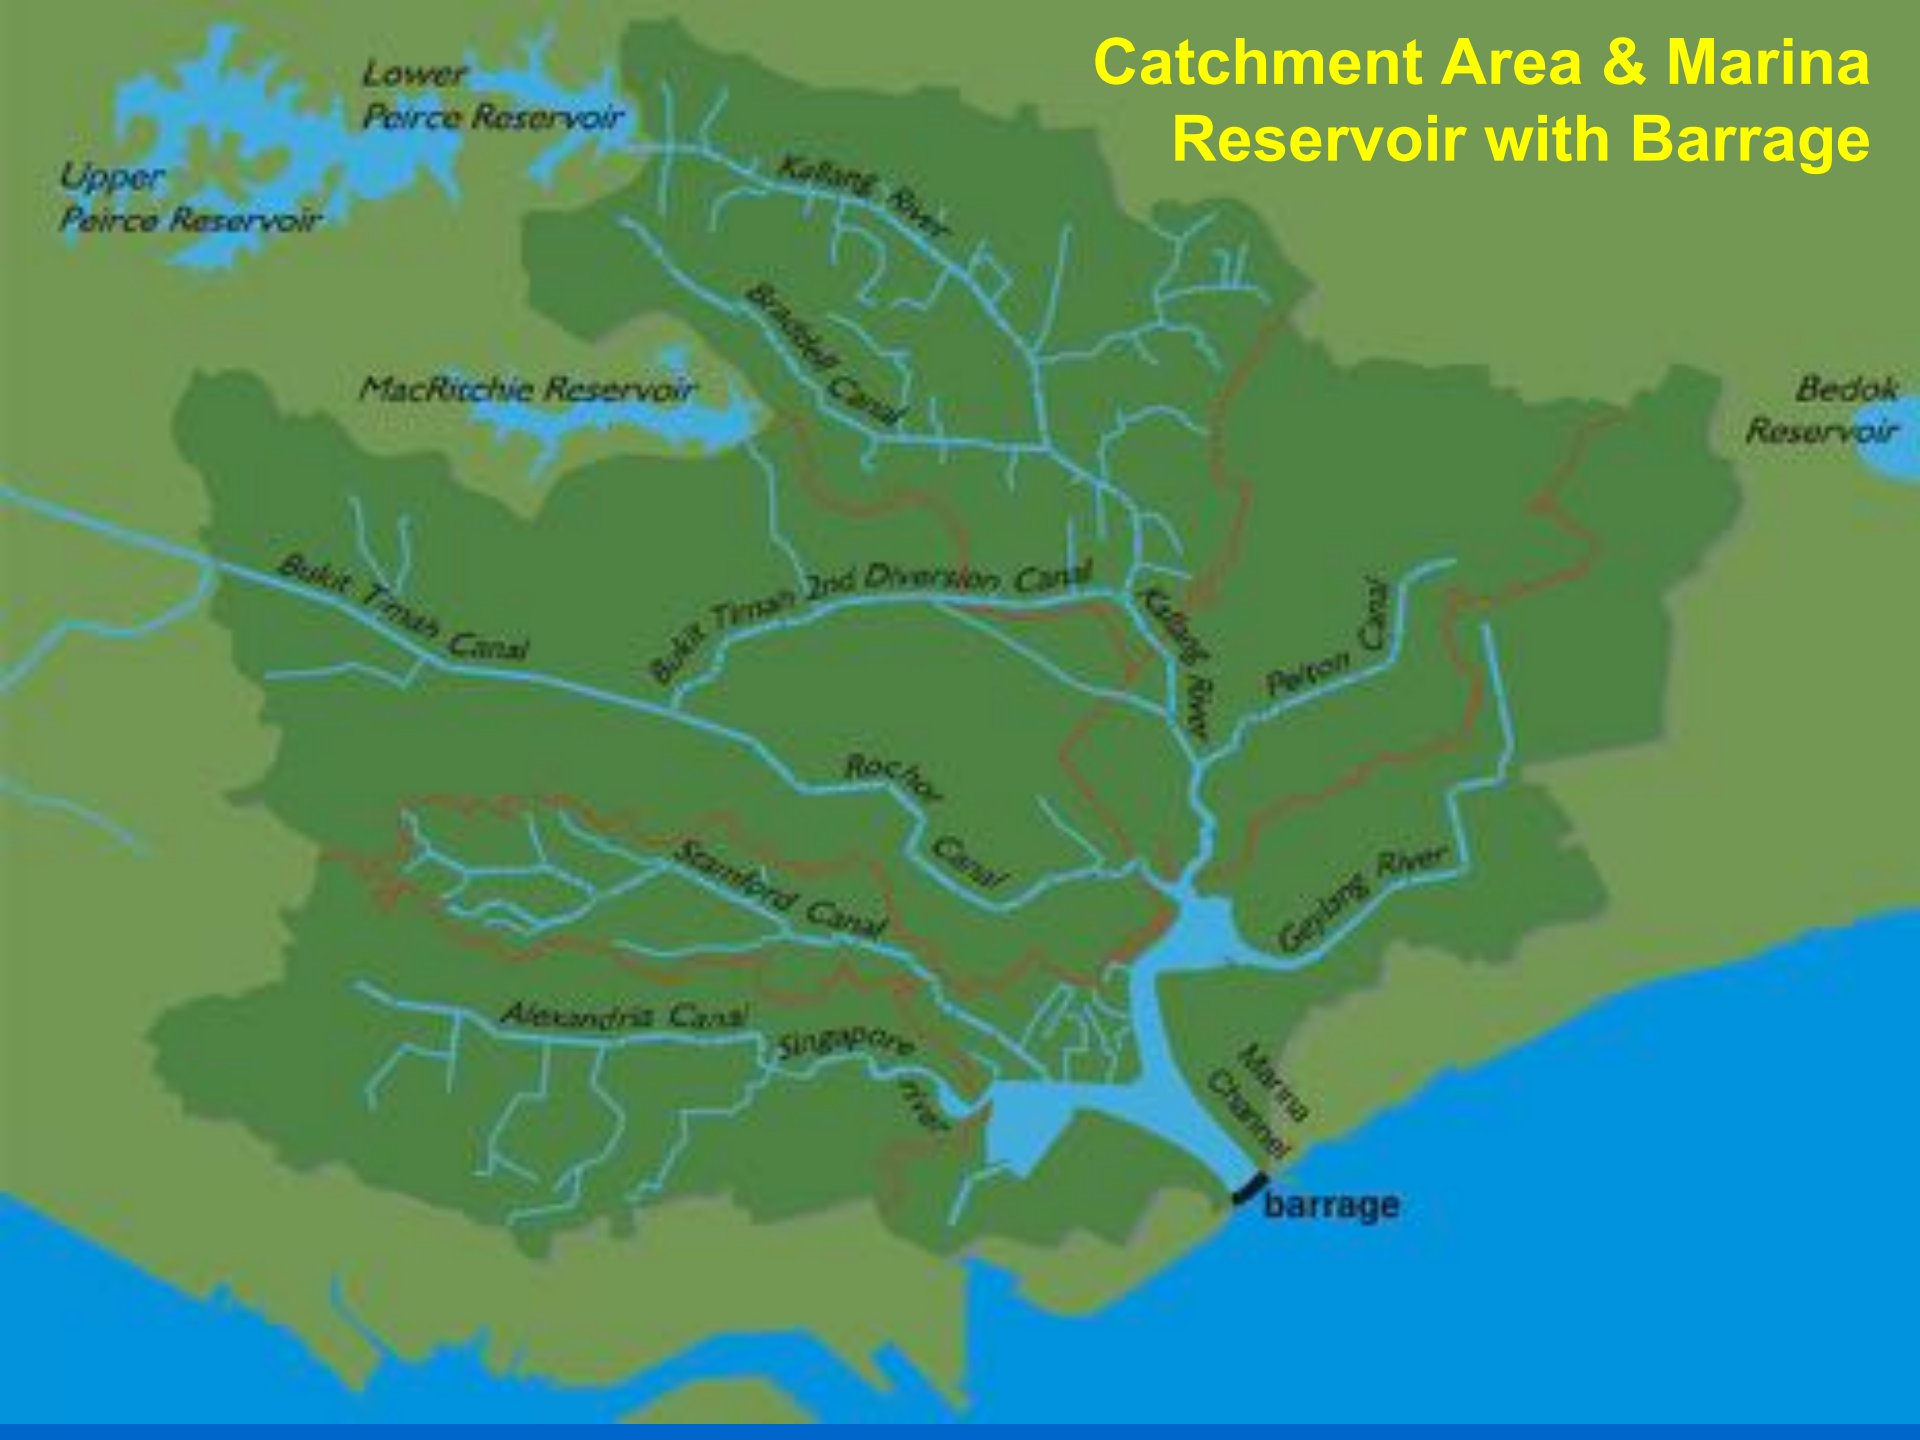 Catchment Area & Marina
Reservoir with Barrage
Lower
Peirce Reservoir
Upper
Peirce Reservoir
Kallang River
Braddell Canal
MacRitchie Reservoir
Bedok
Reservoir
Bukit Timah Canal
Bukit Timah 2nd Diversion Canal
Kallang River
Pelton Canal
Rochor Canal
Stamford Canal
Geylang River
Alexandria Canal
Singapore
river
Marina
Channel
barrage